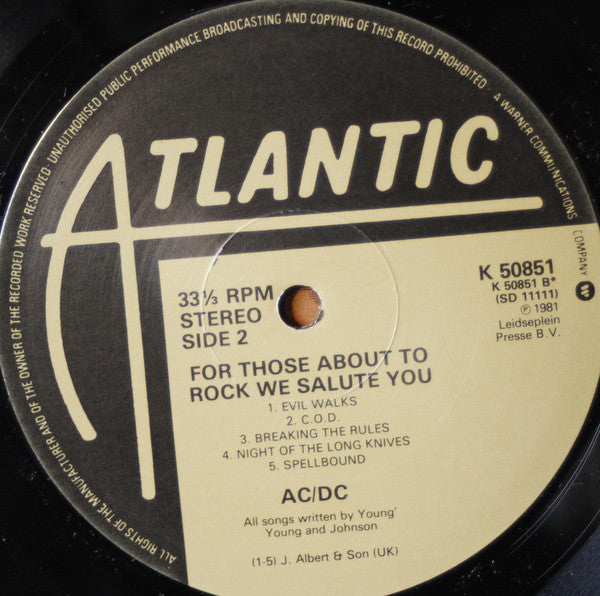 ALL RIGHTS OF THE MANUFACTURER AND OF THE OWNER OF THE RECORDED WORK RESERVED · UNAUTHORISED PUBLIC PERFORMANCE BROADCASTING AND COPYING OF THIS RECORD PROHIBITED · A WARNER COMMUNICATIONS COMPANY
ATLANTIC
33⅓ RPM
STEREO
SIDE 2
K 50851
K 50851 B*
(SD 11111)
℗ 1981
Leidseplein
Presse B.V.
FOR THOSE ABOUT TO
ROCK WE SALUTE YOU
1. EVIL WALKS
2. C.O.D.
3. BREAKING THE RULES
4. NIGHT OF THE LONG KNIVES
5. SPELLBOUND
AC/DC
All songs written by Young'
Young and Johnson
(1-5) J. Albert & Son (UK)